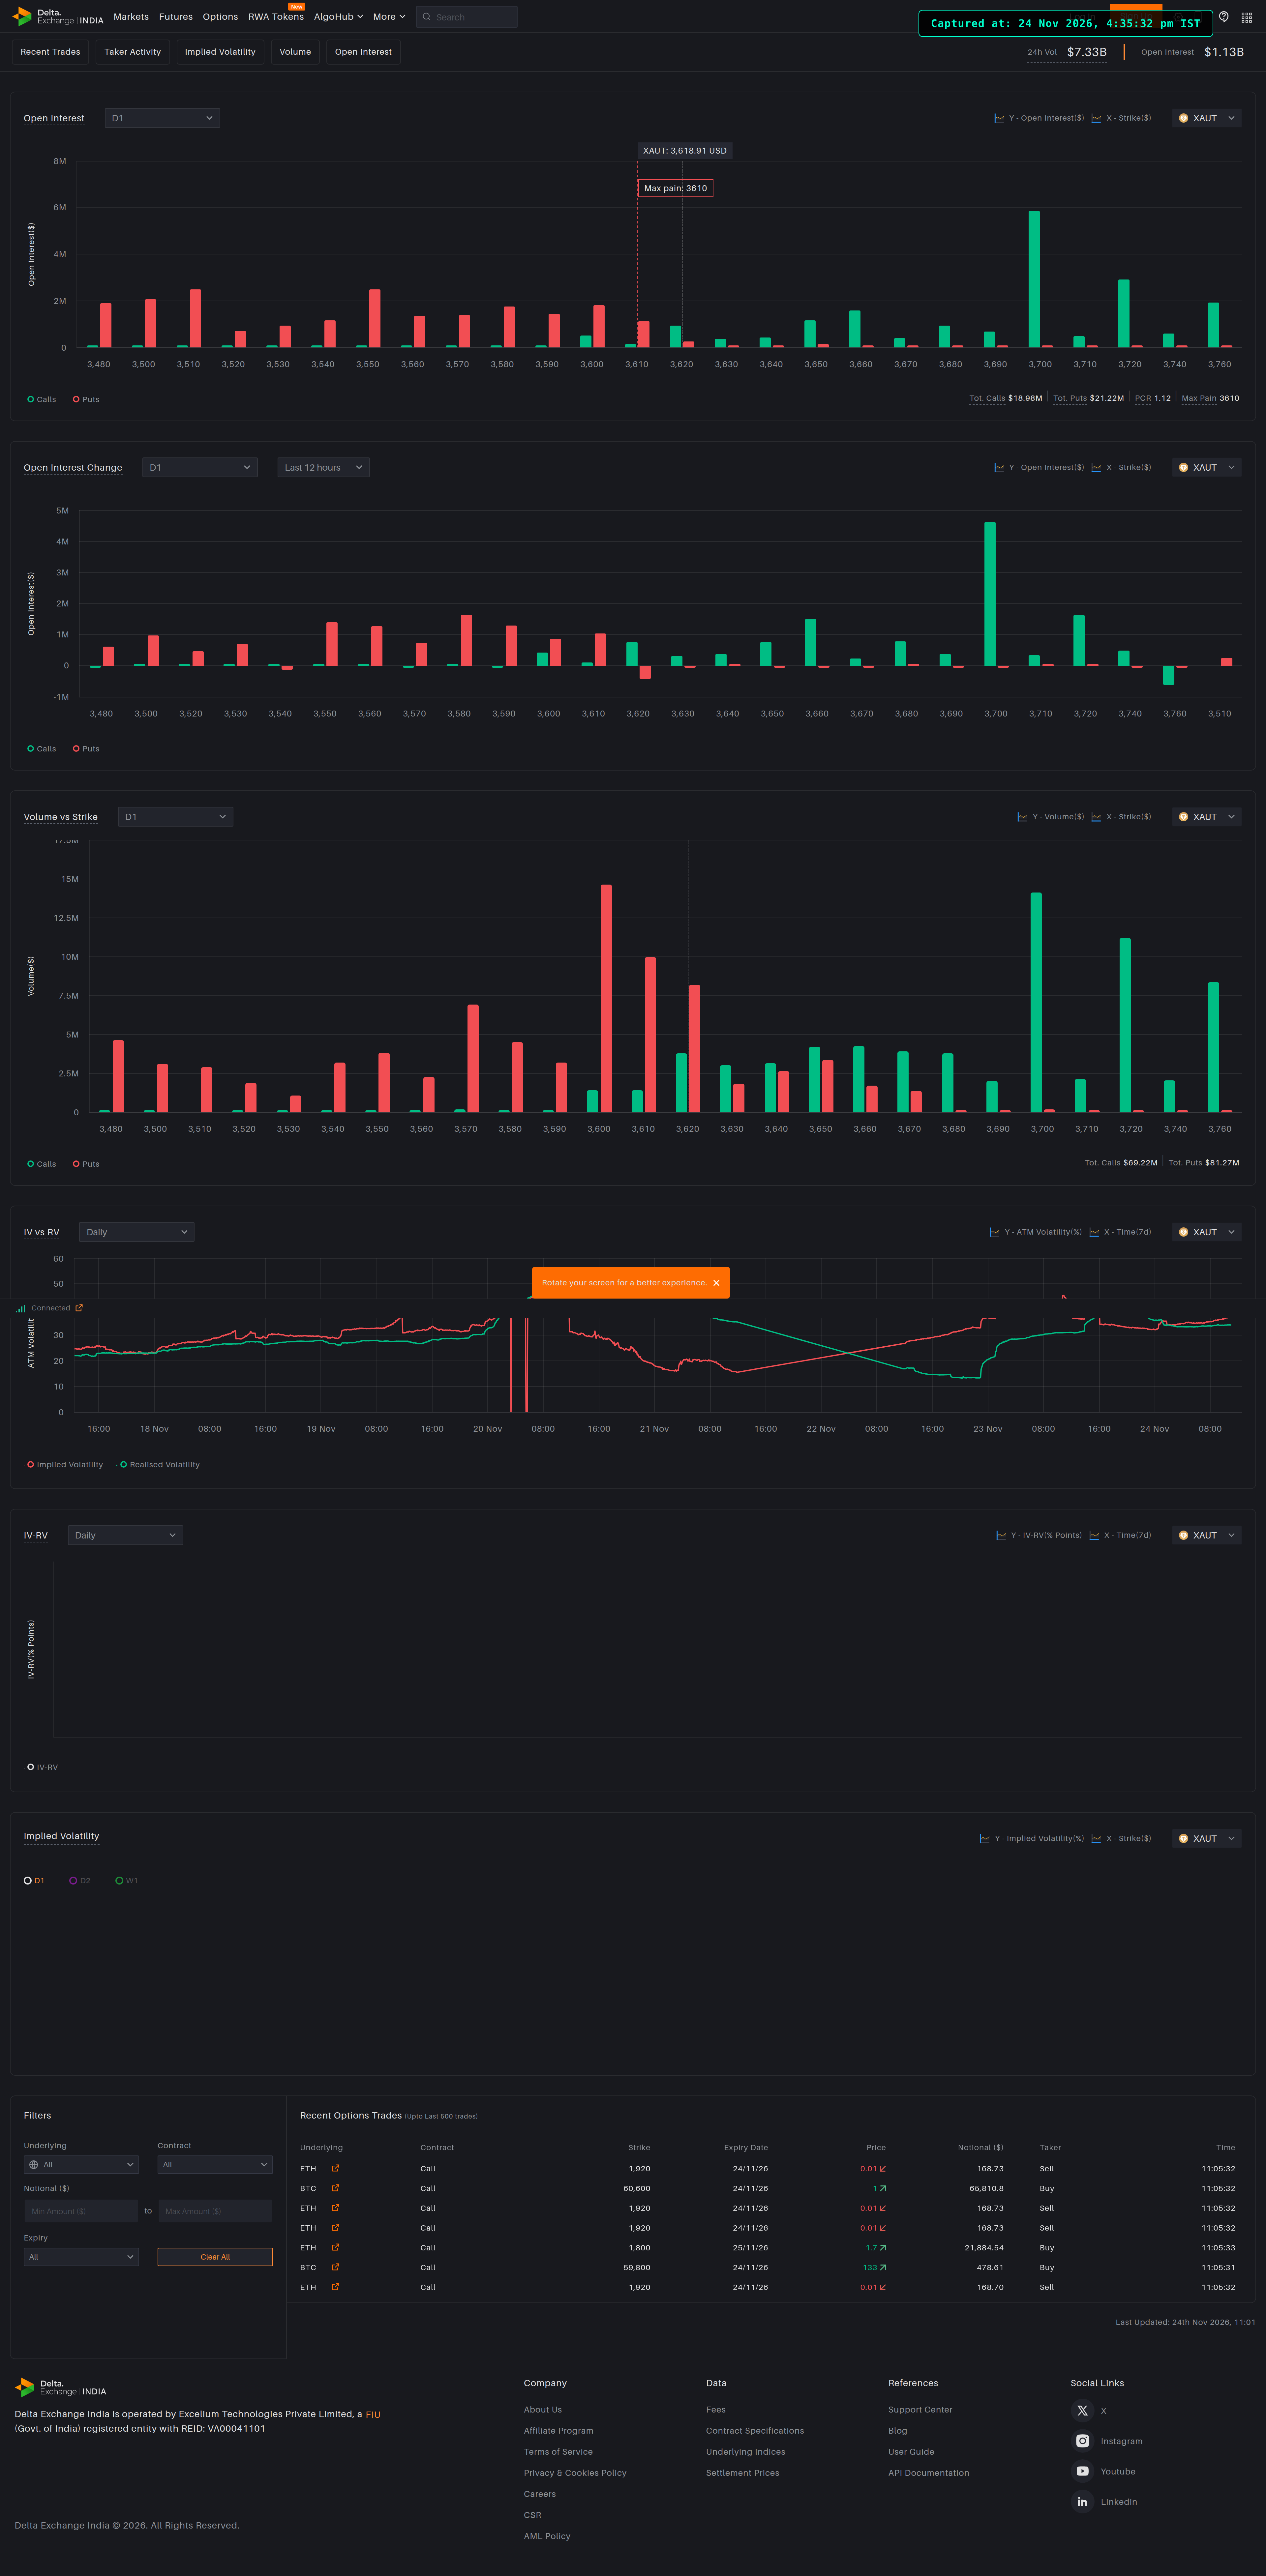 Delta.
Exchange | INDIA
Markets Futures Options RWA Tokens New AlgoHub More Search
Captured at: 24 Nov 2026, 4:35:32 pm IST
Recent Trades Taker Activity Implied Volatility Volume Open Interest
24h Vol $7.33B Open Interest $1.13B
Open Interest D1 Y - Open Interest($) X - Strike($) XAUT
XAUT: 3,618.91 USD
Max pain: 3610
Open Interest($)
8M
6M
4M
2M
0
3,480 3,500 3,510 3,520 3,530 3,540 3,550 3,560 3,570 3,580 3,590 3,600 3,610 3,620 3,630 3,640 3,650 3,660 3,670 3,680 3,690 3,700 3,710 3,720 3,740 3,760
Calls Puts
Tot. Calls $18.98M Tot. Puts $21.22M PCR 1.12 Max Pain 3610
Open Interest Change D1 Last 12 hours Y - Open Interest($) X - Strike($) XAUT
Open Interest($)
5M
4M
3M
2M
1M
0
-1M
3,480 3,500 3,520 3,530 3,540 3,550 3,560 3,570 3,580 3,590 3,600 3,610 3,620 3,630 3,640 3,650 3,660 3,670 3,680 3,690 3,700 3,710 3,720 3,740 3,760 3,510
Calls Puts
Volume vs Strike D1 Y - Volume($) X - Strike($) XAUT
Volume($)
17.5M
15M
12.5M
10M
7.5M
5M
2.5M
0
3,480 3,500 3,510 3,520 3,530 3,540 3,550 3,560 3,570 3,580 3,590 3,600 3,610 3,620 3,630 3,640 3,650 3,660 3,670 3,680 3,690 3,700 3,710 3,720 3,740 3,760
Calls Puts
Tot. Calls $69.22M Tot. Puts $81.27M
IV vs RV Daily Y - ATM Volatility(%) X - Time(7d) XAUT
60
50
Rotate your screen for a better experience.
Connected
ATM Volatilit
30
20
10
0
16:00 18 Nov 08:00 16:00 19 Nov 08:00 16:00 20 Nov 08:00 16:00 21 Nov 08:00 16:00 22 Nov 08:00 16:00 23 Nov 08:00 16:00 24 Nov 08:00
Implied Volatility Realised Volatility
IV-RV Daily Y - IV-RV(% Points) X - Time(7d) XAUT
IV-RV(% Points)
IV-RV
Implied Volatility Y - Implied Volatility(%) X - Strike($) XAUT
D1 D2 W1
Filters
Underlying Contract
All All
Notional ($)
Min Amount ($) to Max Amount ($)
Expiry
All Clear All
Recent Options Trades (Upto Last 500 trades)
Underlying Contract Strike Expiry Date Price Notional ($) Taker Time
ETH Call 1,920 24/11/26 0.01 168.73 Sell 11:05:32
BTC Call 60,600 24/11/26 1 65,810.8 Buy 11:05:32
ETH Call 1,920 24/11/26 0.01 168.73 Sell 11:05:32
ETH Call 1,920 24/11/26 0.01 168.73 Sell 11:05:32
ETH Call 1,800 25/11/26 1.7 21,884.54 Buy 11:05:33
BTC Call 59,800 24/11/26 133 478.61 Buy 11:05:31
ETH Call 1,920 24/11/26 0.01 168.70 Sell 11:05:32
Last Updated: 24th Nov 2026, 11:01
Delta.
Exchange | INDIA
Delta Exchange India is operated by Excelium Technologies Private Limited, a FIU
(Govt. of India) registered entity with REID: VA00041101
Delta Exchange India © 2026. All Rights Reserved.
Company
About Us
Affiliate Program
Terms of Service
Privacy & Cookies Policy
Careers
CSR
AML Policy
Data
Fees
Contract Specifications
Underlying Indices
Settlement Prices
References
Support Center
Blog
User Guide
API Documentation
Social Links
X
Instagram
Youtube
Linkedin